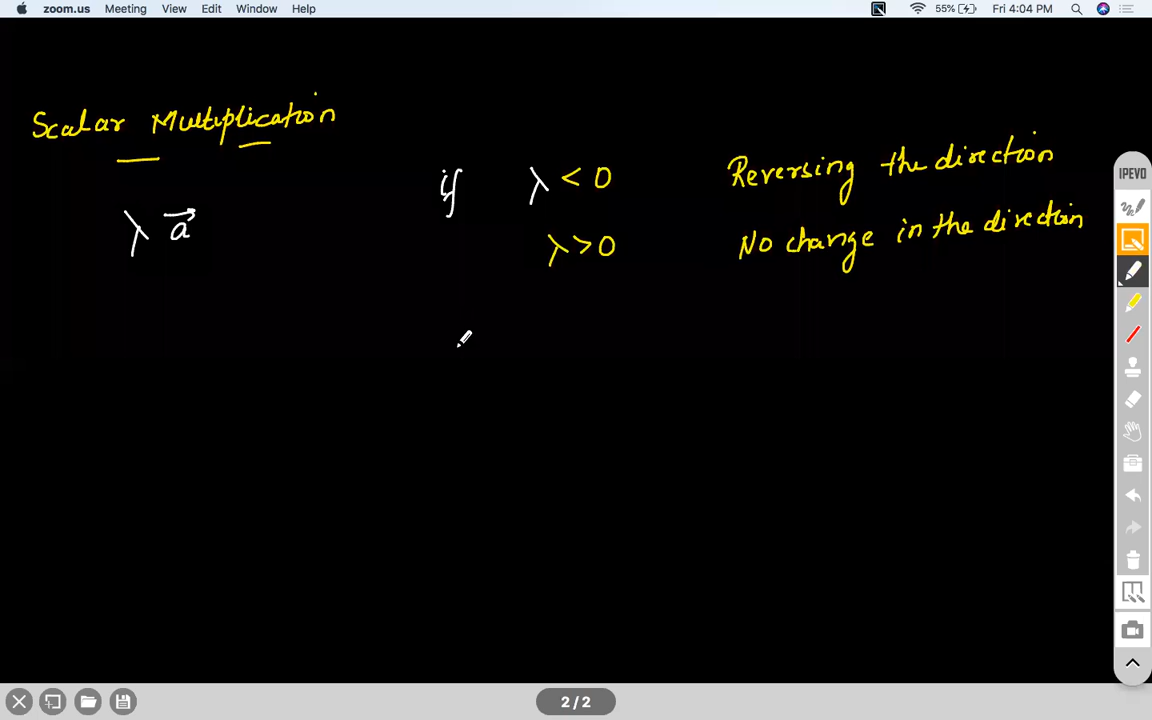 zoom.us Meeting View Edit Window Help 55% Fri 4:04 PM
Scalar Multiplication
λ a⃗
if λ < 0 Reversing the direction
λ > 0 No change in the direction
IPEVO
2 / 2